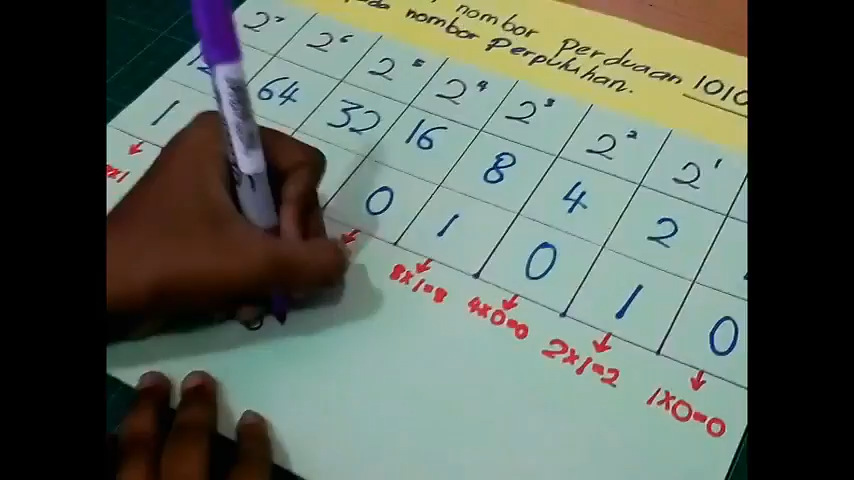 nombor perduaan 1010
nombor perpuluhan.
2⁷ 2⁶ 2⁵ 2⁴ 2³ 2² 2¹
64 32 16 8 4 2
1 0 1 0 1 0
8x1=8 4x0=0 2x1=2 1x0=0